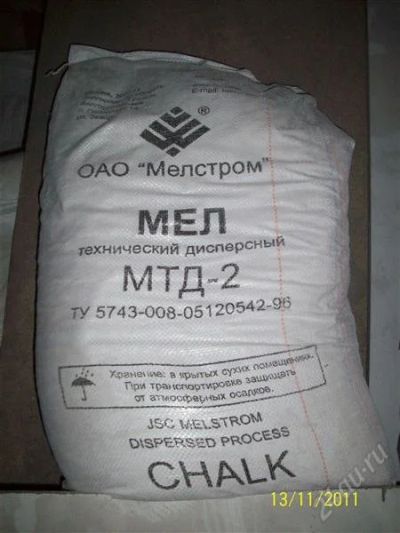 E-mail:
®
ОАО "Мелстром"
МЕЛ
технический дисперсный
МТД-2
ТУ 5743-008-05120542-96
Хранение: в крытых сухих помещениях.
При транспортировке защищать
от атмосферных осадков.
JSC MELSTROM
DISPERSED PROCESS
CHALK
13/11/2011